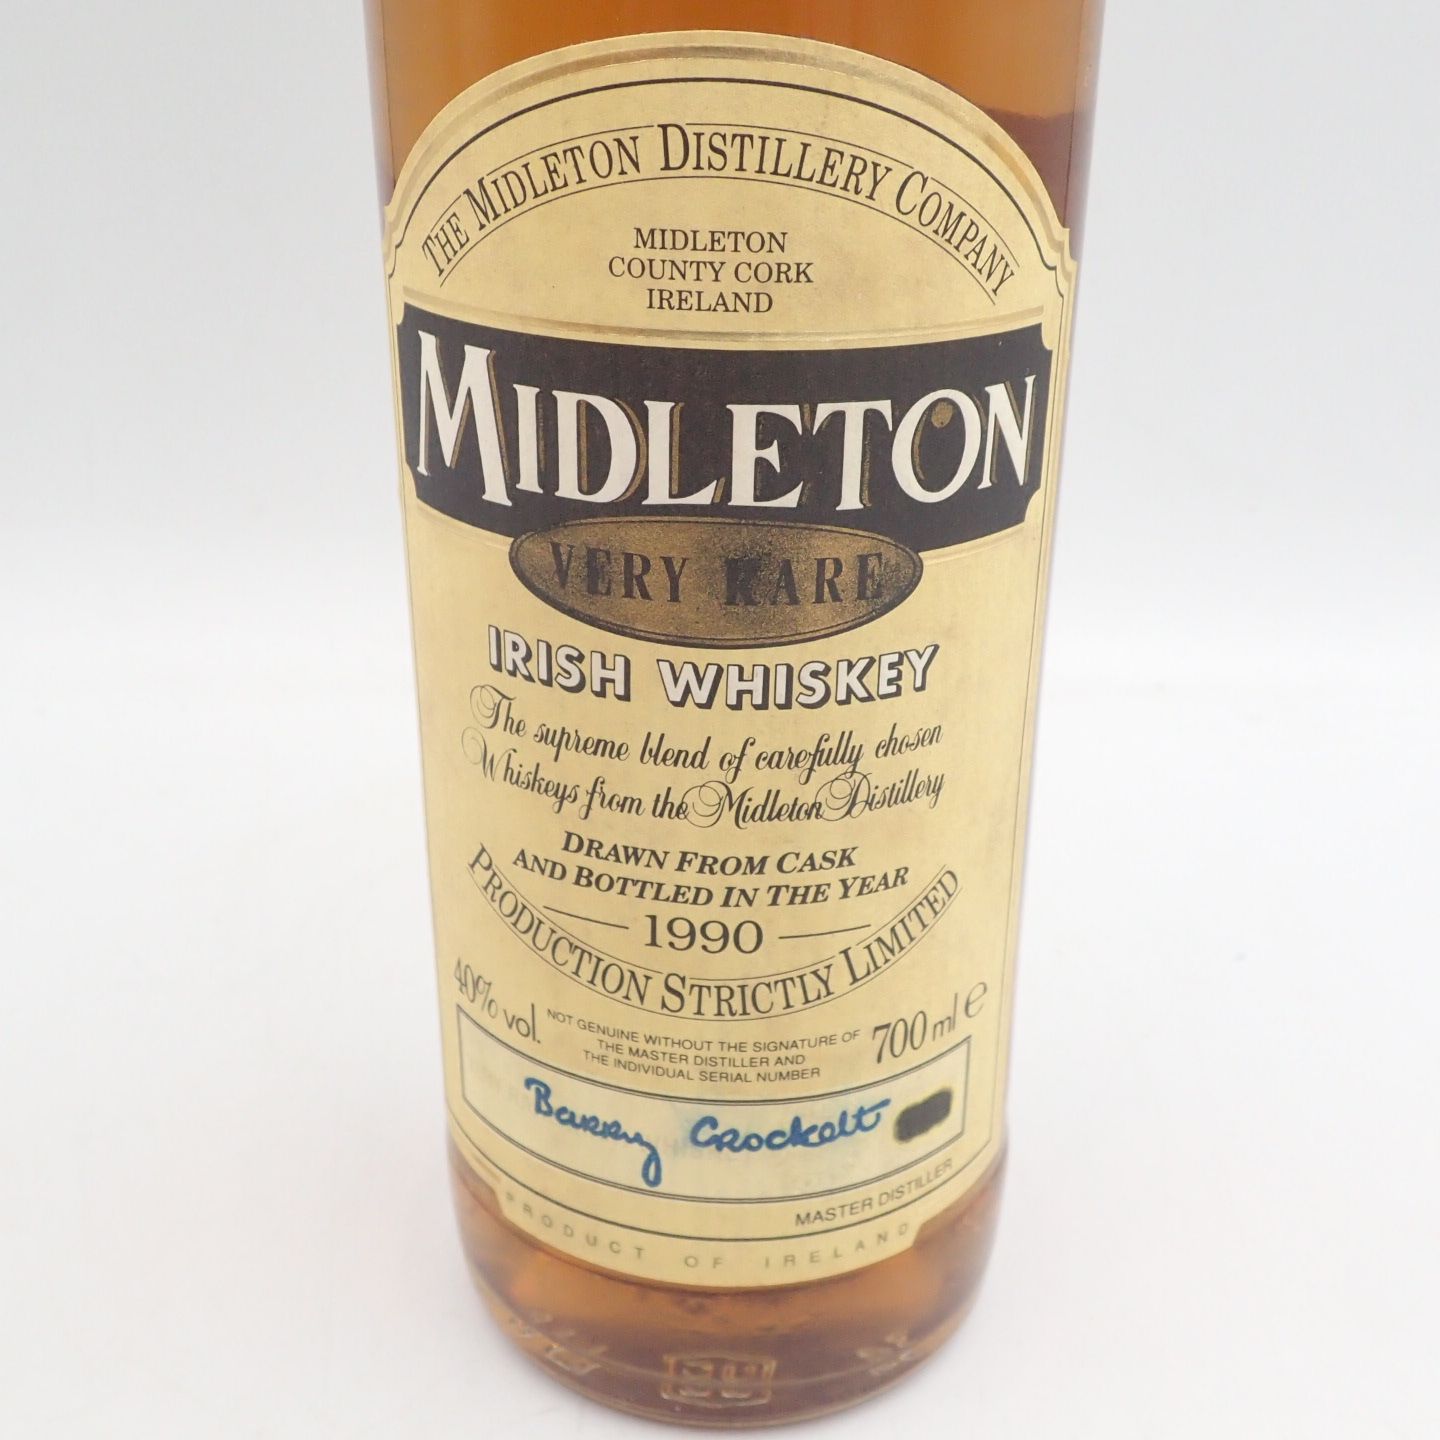 THE MIDLETON DISTILLERY COMPANY
MIDLETON
COUNTY CORK
IRELAND
MIDLETON
VERY RARE
IRISH WHISKEY
The supreme blend of carefully chosen
Whiskeys from the Midleton Distillery
DRAWN FROM CASK
AND BOTTLED IN THE YEAR
1990
PRODUCTION STRICTLY LIMITED
40% vol.
NOT GENUINE WITHOUT THE SIGNATURE OF
THE MASTER DISTILLER AND
THE INDIVIDUAL SERIAL NUMBER
700 ml e
Barry Crockett
MASTER DISTILLER
PRODUCT OF IRELAND